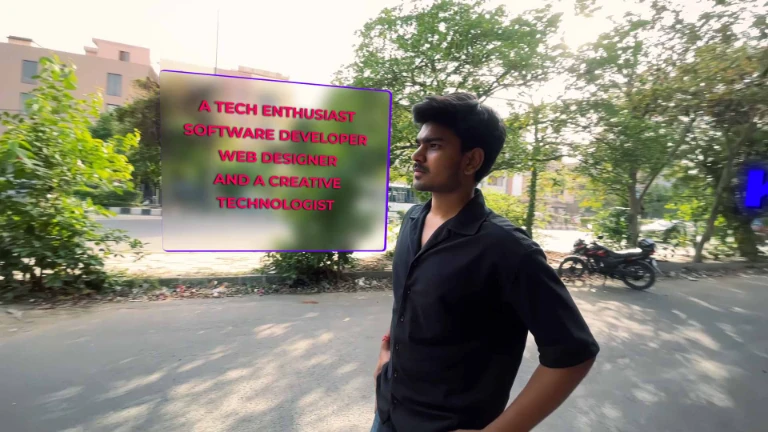 A TECH ENTHUSIAST
SOFTWARE DEVELOPER
WEB DESIGNER
AND A CREATIVE
TECHNOLOGIST